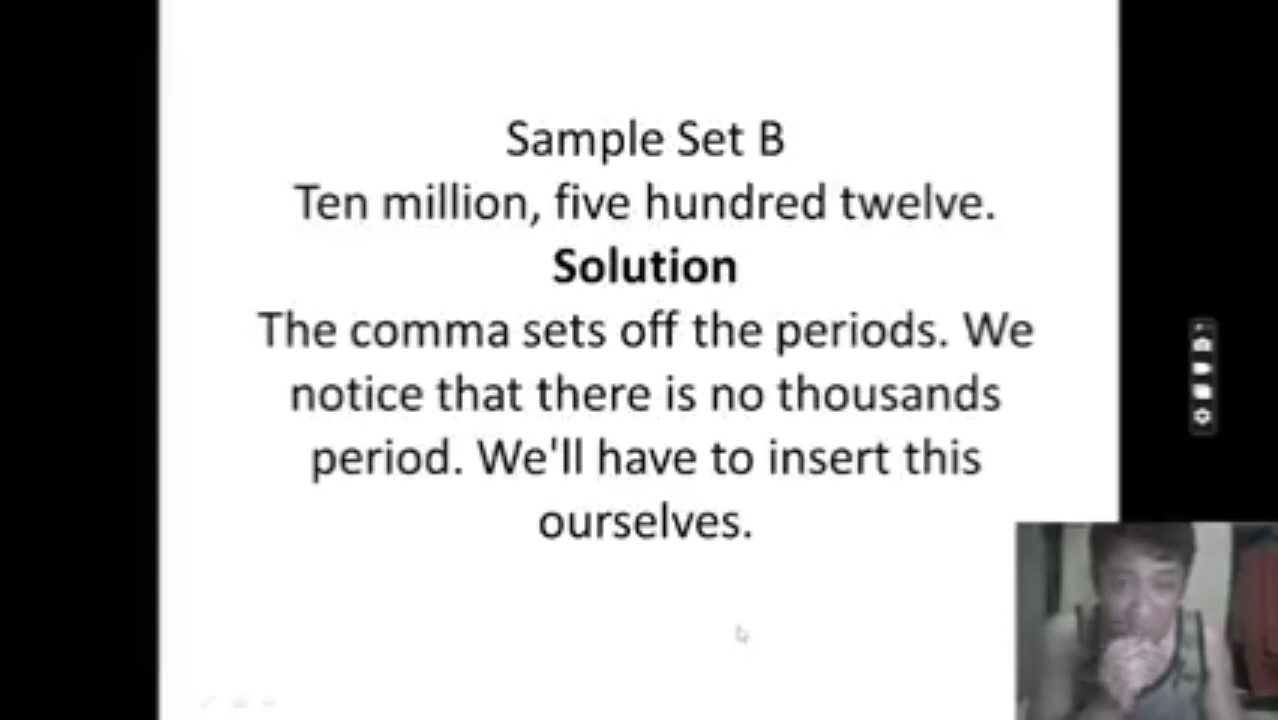 Sample Set B
Ten million, five hundred twelve.
Solution
The comma sets off the periods. We
notice that there is no thousands
period. We'll have to insert this
ourselves.